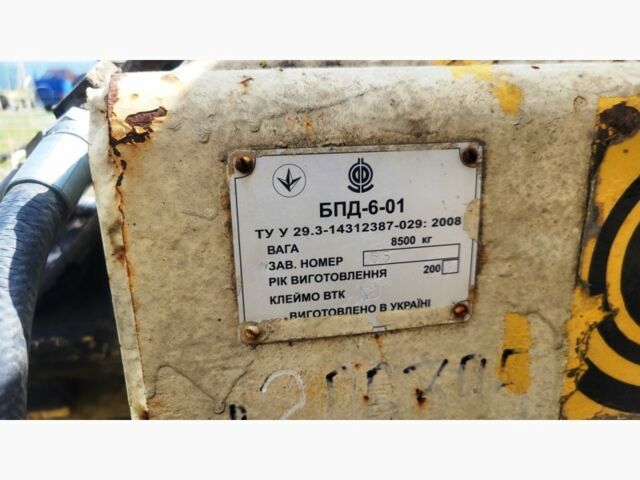 БПД-6-01
ТУ У 29.3-14312387-029: 2008
ВАГА 8500 кг
ЗАВ. НОМЕР
РІК ВИГОТОВЛЕННЯ 200
КЛЕЙМО ВТК
ВИГОТОВЛЕНО В УКРАЇНІ